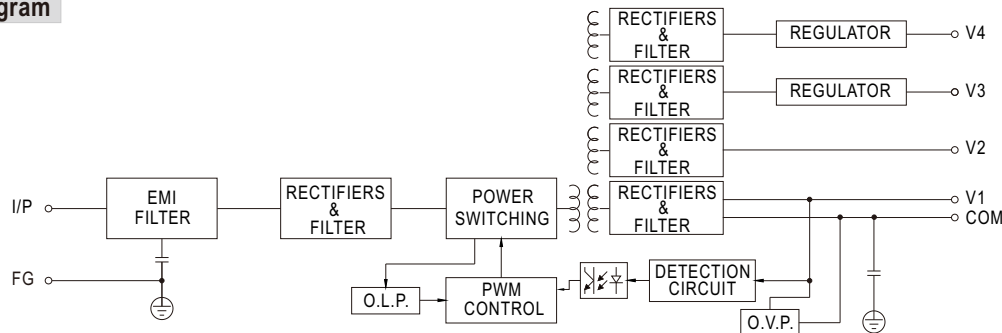 gram
RECTIFIERS
&
FILTER
REGULATOR
V4
RECTIFIERS
&
FILTER
REGULATOR
V3
RECTIFIERS
&
FILTER
V2
I/P
EMI
FILTER
RECTIFIERS
&
FILTER
POWER
SWITCHING
RECTIFIERS
&
FILTER
V1
COM
FG
O.L.P.
PWM
CONTROL
DETECTION
CIRCUIT
O.V.P.